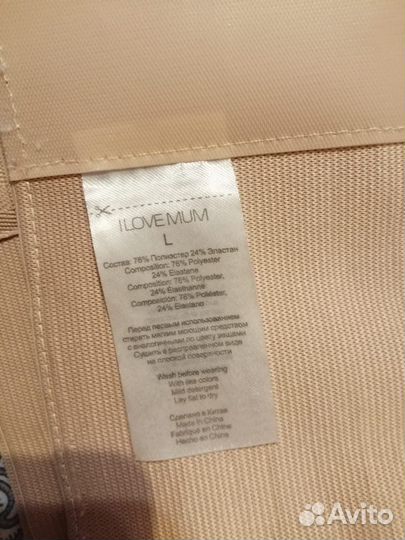 I LOVE MUM
L
Состав: 76% Полиэстер 24% Эластан
Composition: 76% Polyester
24% Elastane
Composition: 76% Polyester,
24% Elasthanne
Composición: 76% Poliéster,
24% Elastano
Перед первым использованием
стирать мягким моющим средством
с аналогичными по цвету вещами
Сушить в расправленном виде
на плоской поверхности
Wash before wearing
With like colors
Mild detergent
Lay flat to dry
Сделано в Китае
Made in China
Fabriqué en Chine
Hecho en China
Avito